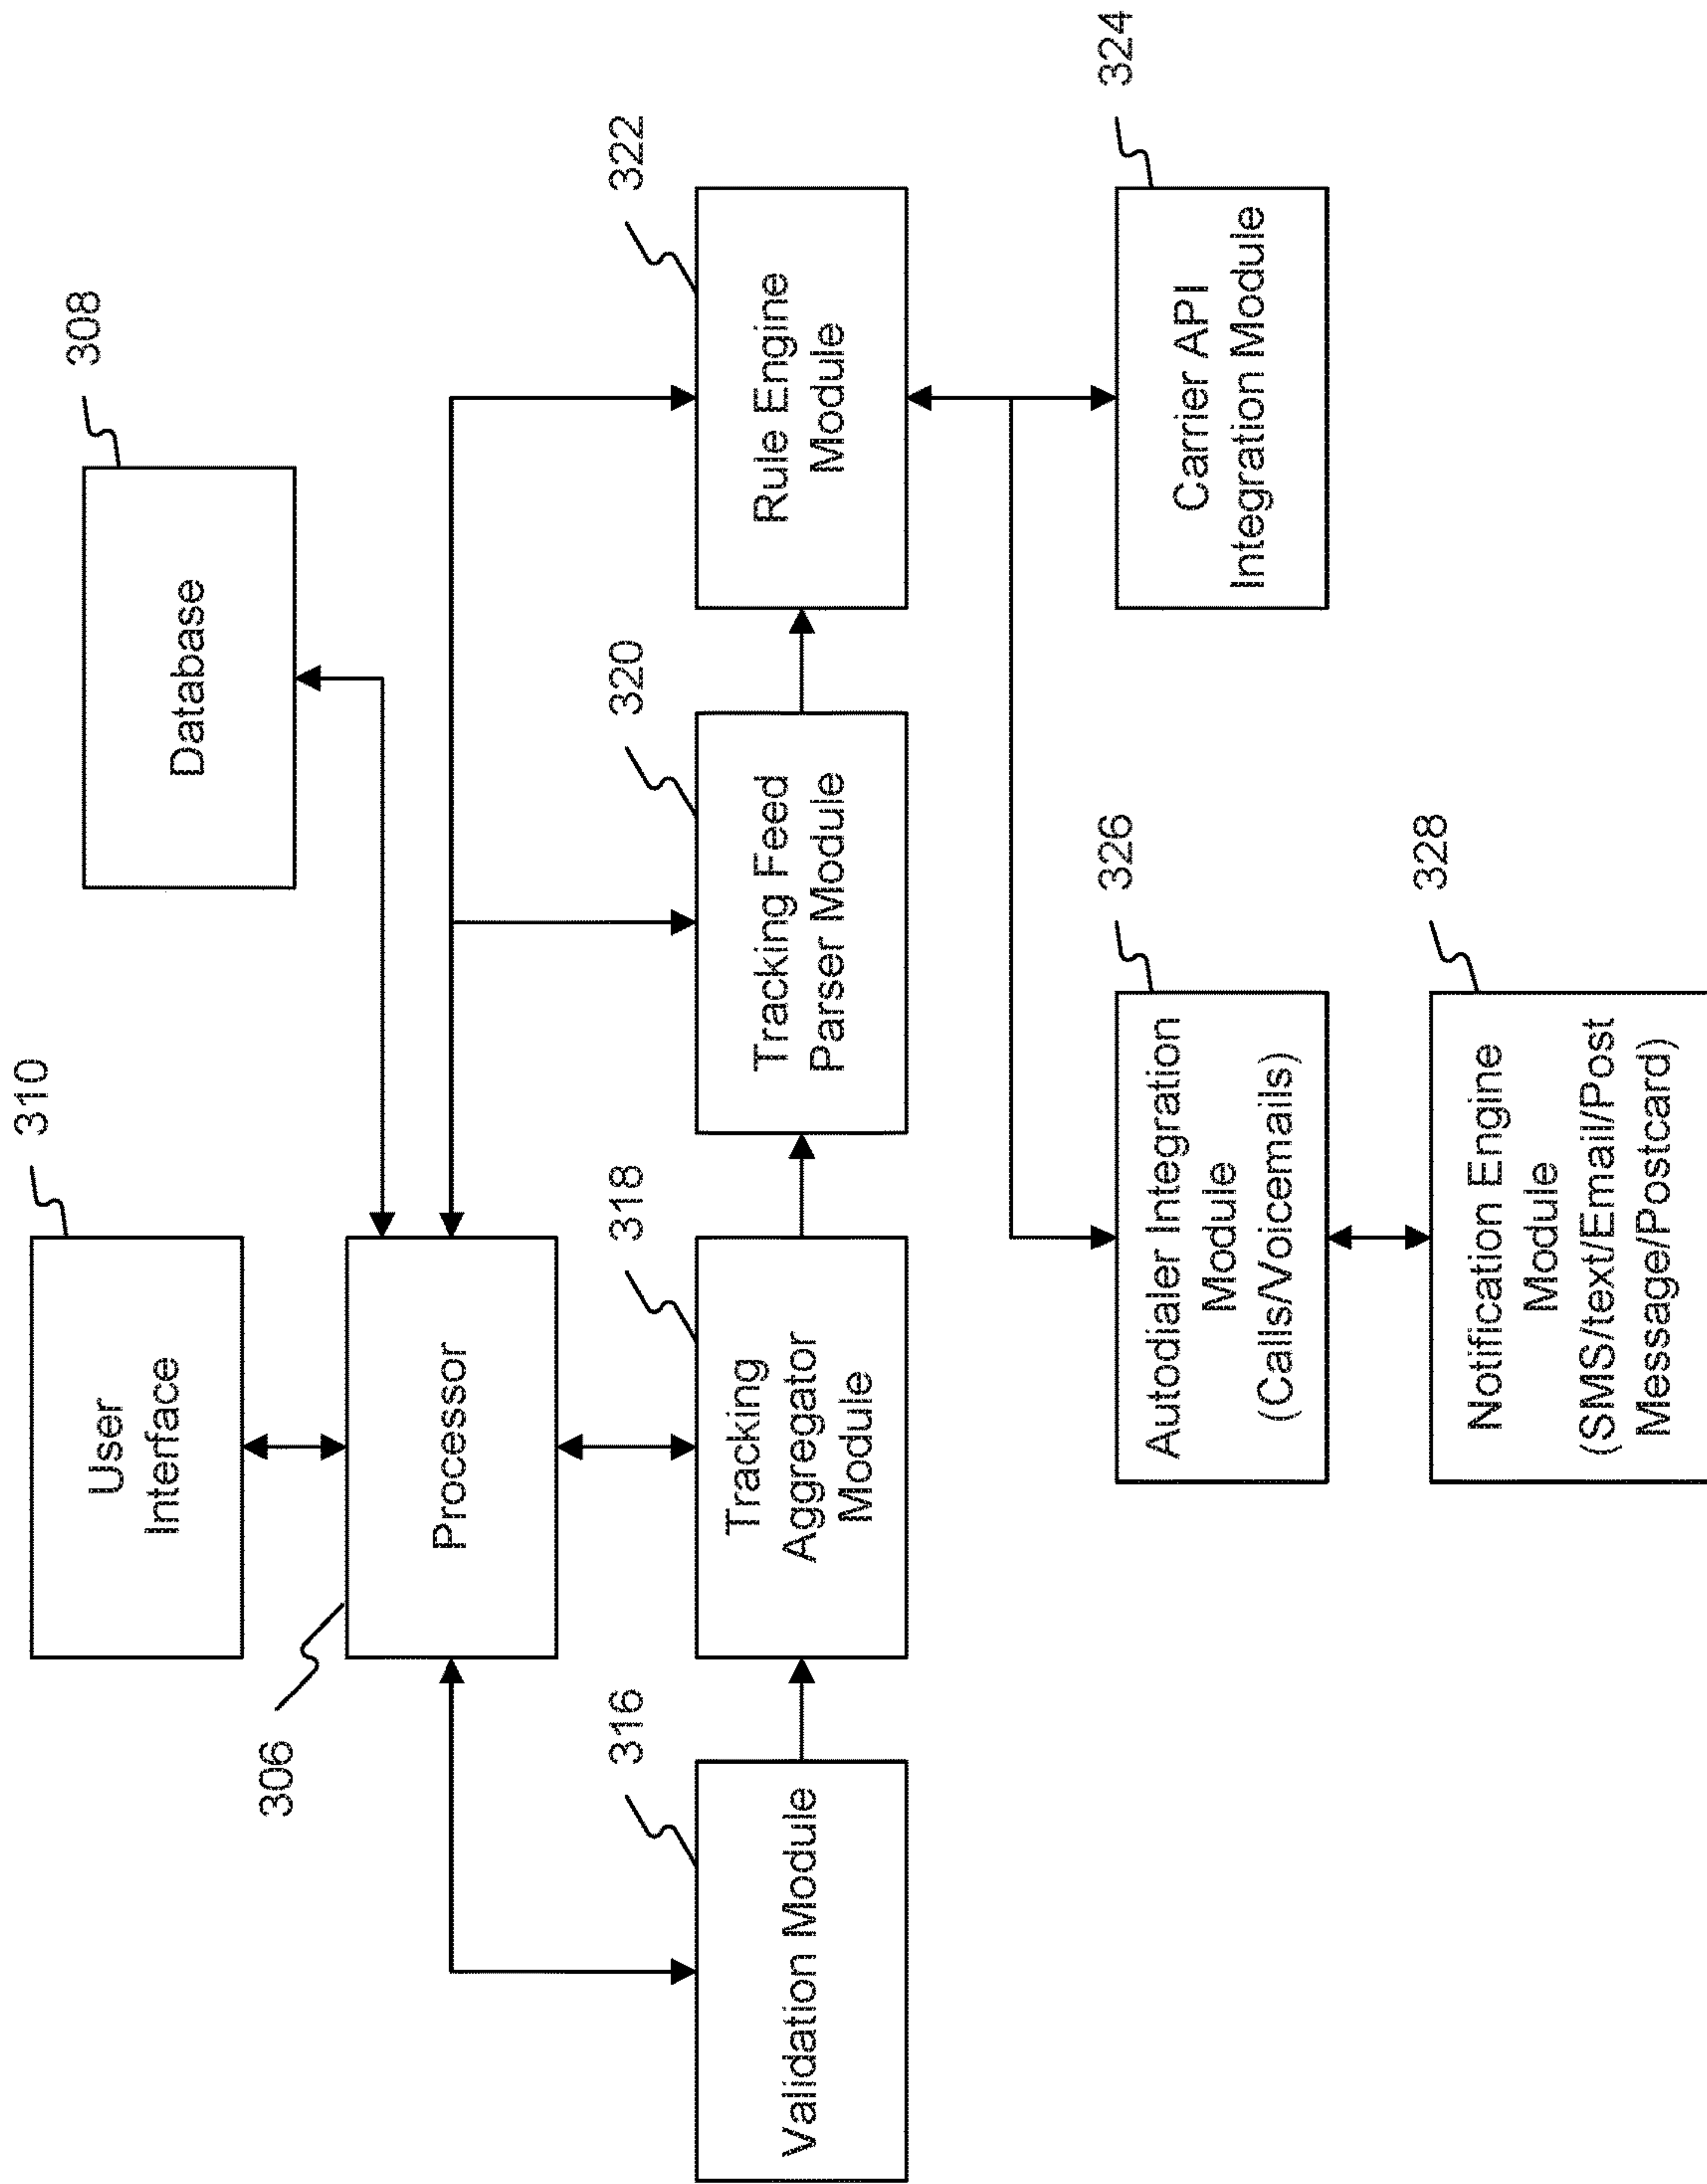 310
User
Interface
308
Database
306
Processor
316
Validation Module
318
Tracking
Aggregator
Module
320
Tracking Feed
Parser Module
322
Rule Engine
Module
326
Autodialer Integration
Module
(Calls/Voicemails)
324
Carrier API
Integration Module
328
Notification Engine
Module
(SMS/text/Email/Post
Message/Postcard)